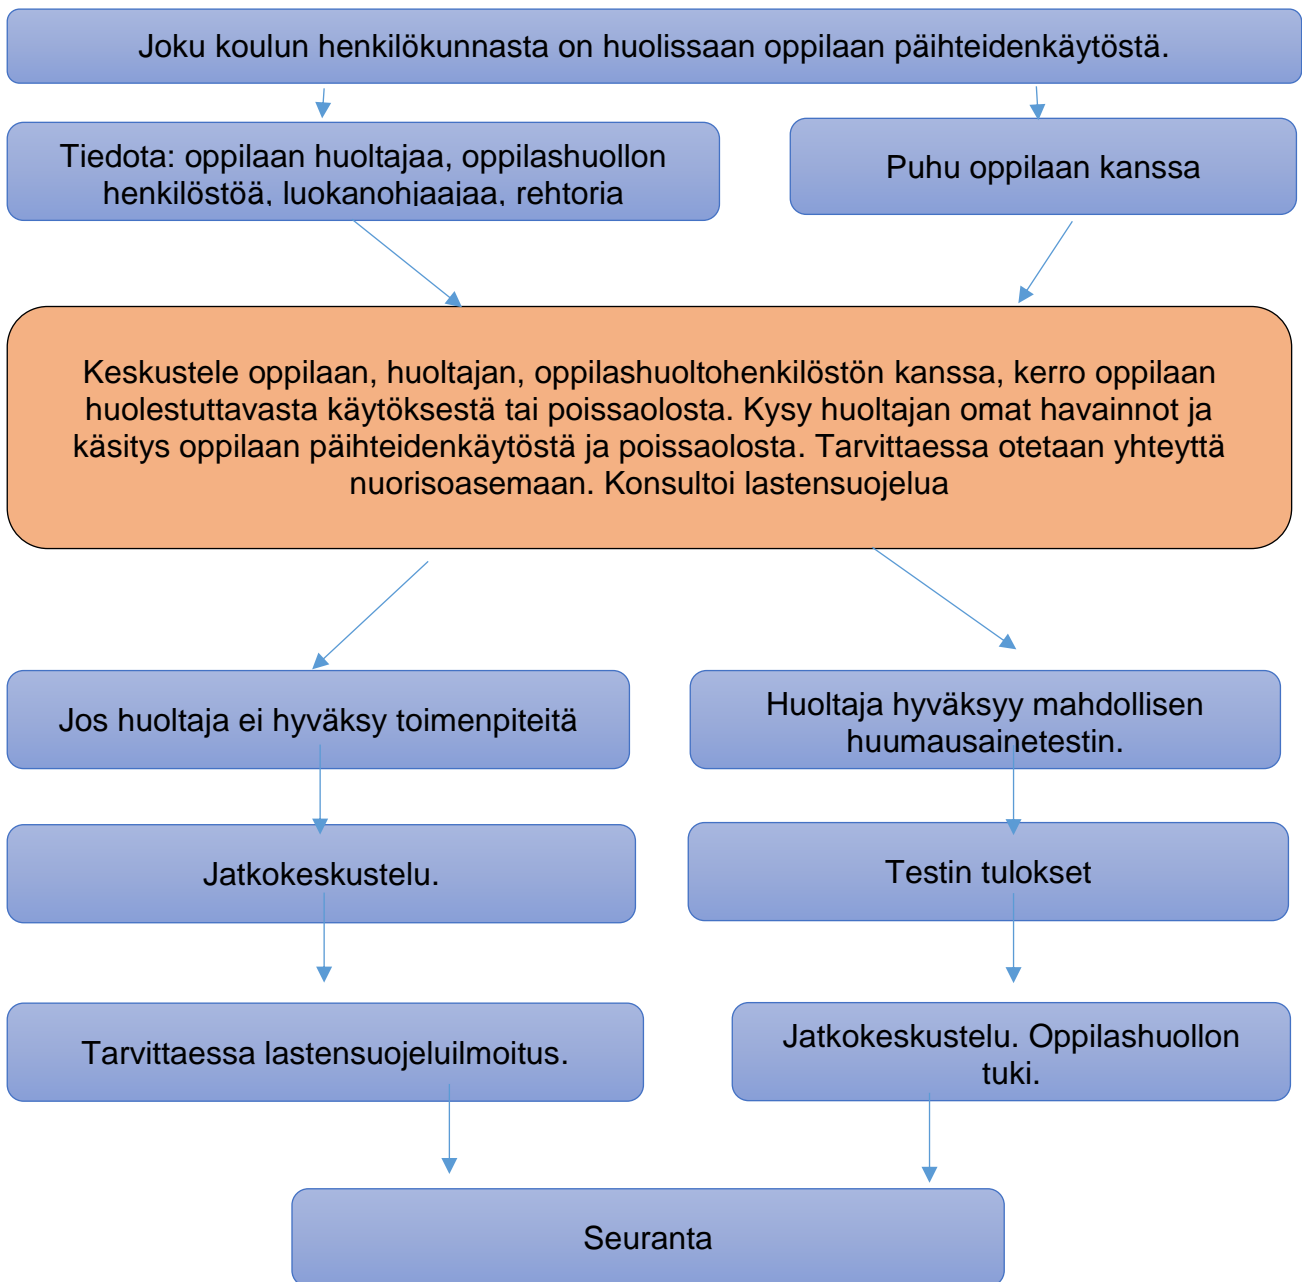 Joku koulun henkilökunnasta on huolissaan oppilaan päihteidenkäytöstä.
Tiedota: oppilaan huoltajaa, oppilashuollon
henkilöstöä, luokanohjaajaa, rehtoria
Puhu oppilaan kanssa
Keskustele oppilaan, huoltajan, oppilashuoltohenkilöstön kanssa, kerro oppilaan
huolestuttavasta käytöksestä tai poissaolosta. Kysy huoltajan omat havainnot ja
käsitys oppilaan päihteidenkäytöstä ja poissaolosta. Tarvittaessa otetaan yhteyttä
nuorisoasemaan. Konsultoi lastensuojelua
Jos huoltaja ei hyväksy toimenpiteitä
Huoltaja hyväksyy mahdollisen
huumausainetestin.
Jatkokeskustelu.
Testin tulokset
Tarvittaessa lastensuojeluilmoitus.
Jatkokeskustelu. Oppilashuollon
tuki.
Seuranta